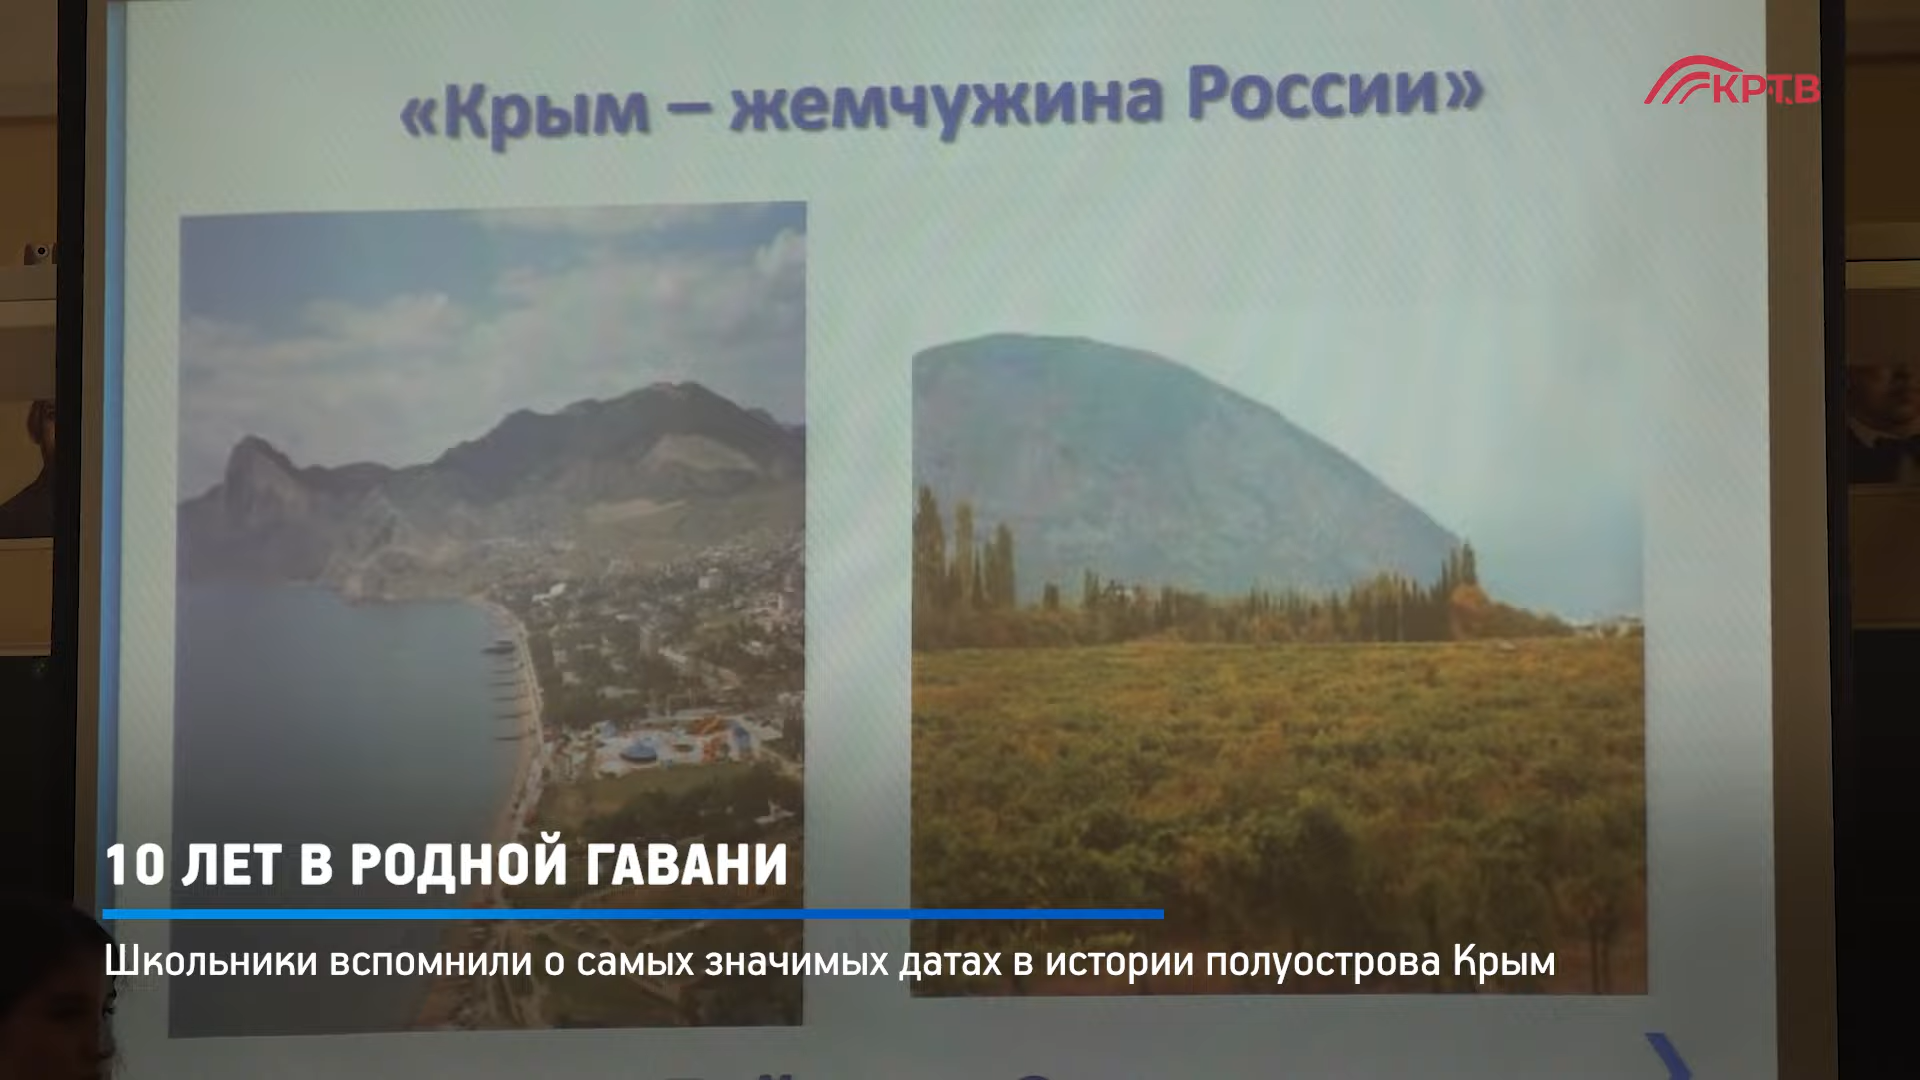 «Крым – жемчужина России»
КРТВ
10 ЛЕТ В РОДНОЙ ГАВАНИ
Школьники вспомнили о самых значимых датах в истории полуострова Крым